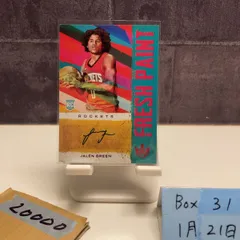 FRESH PAINT
ROCKETS
JALEN GREEN
20000
Box 31
1月21日